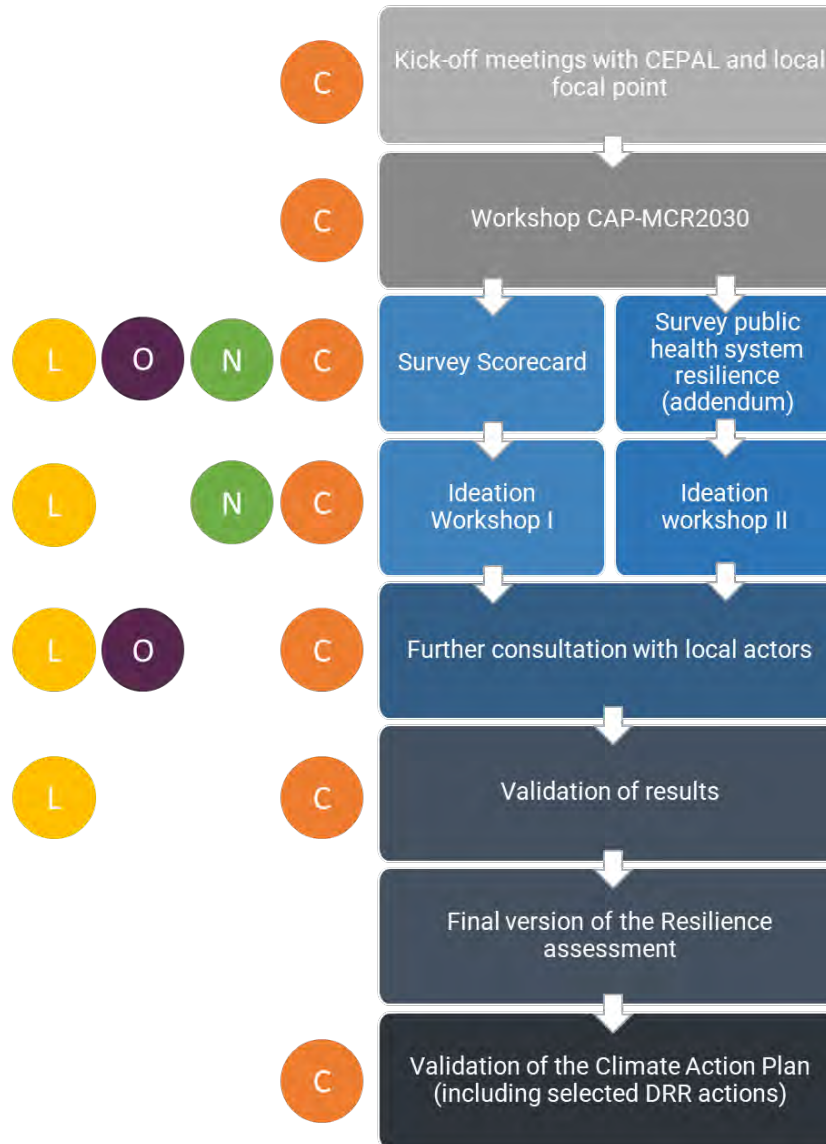 C
Kick-off meetings with CEPAL and local
focal point
C
Workshop CAP-MCR2030
L O N C
Survey Scorecard
Survey public
health system
resilience
(addendum)
L N C
Ideation
Workshop I
Ideation
workshop II
L O C
Further consultation with local actors
L C
Validation of results
Final version of the Resilience
assessment
C
Validation of the Climate Action Plan
(including selected DRR actions)